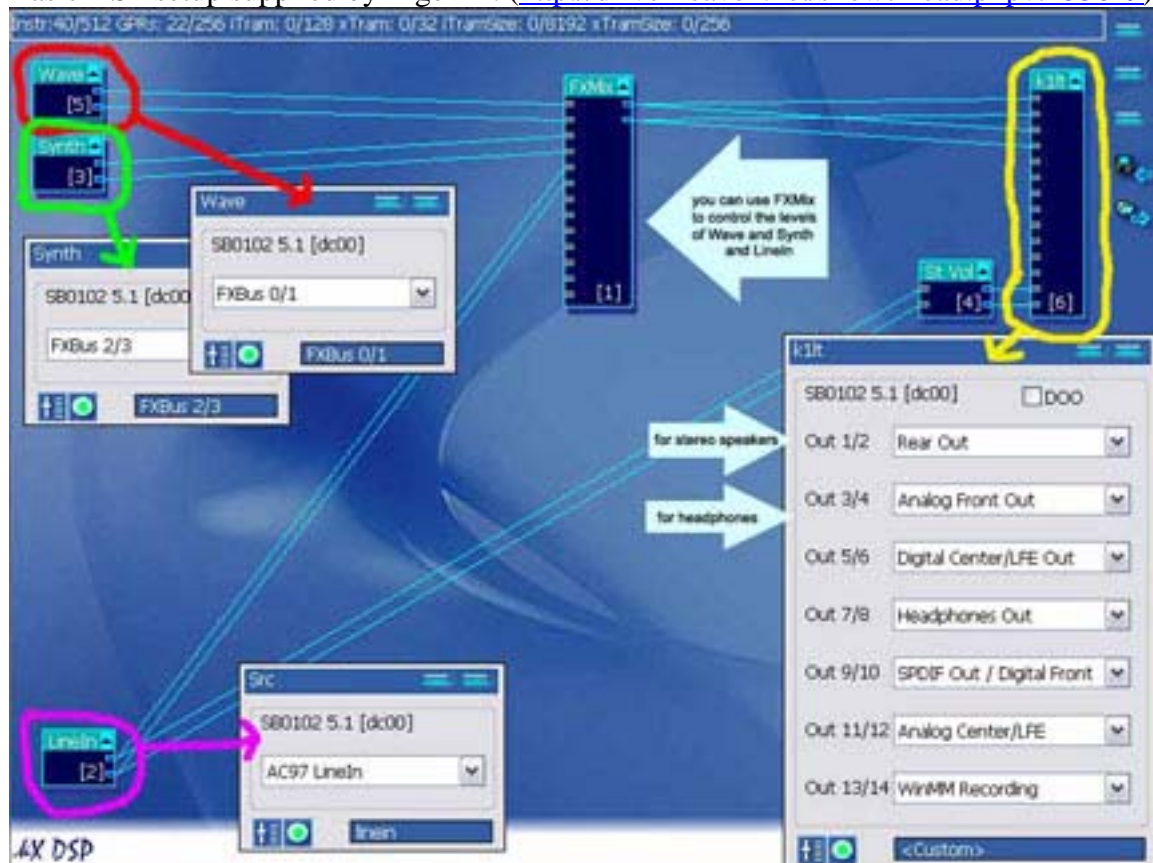 Instr:40/512 GPRs: 22/256 iTram: 0/128 xTram: 0/32 iTramSize: 0/8192 xTramSize: 0/256
Wave
[5]
Synth
[3]
FXMix
[1]
k1lt
[6]
St Vol
[4]
you can use FXMix
to control the levels
of Wave and Synth
and LineIn
Wave
SB0102 5.1 [dc00]
FXBus 0/1
FXBus 0/1
Synth
SB0102 5.1 [dc00
FXBus 2/3
FXBus 2/3
for stereo speakers
for headphones
k1lt
SB0102 5.1 [dc00]
DOO
Out 1/2 Rear Out
Out 3/4 Analog Front Out
Out 5/6 Digital Center/LFE Out
Out 7/8 Headphones Out
Out 9/10 SPDIF Out / Digital Front
Out 11/12 Analog Center/LFE
Out 13/14 WinMM Recording
<Custom>
LineIn
[2]
Src
SB0102 5.1 [dc00]
AC97 LineIn
linein
kX DSP